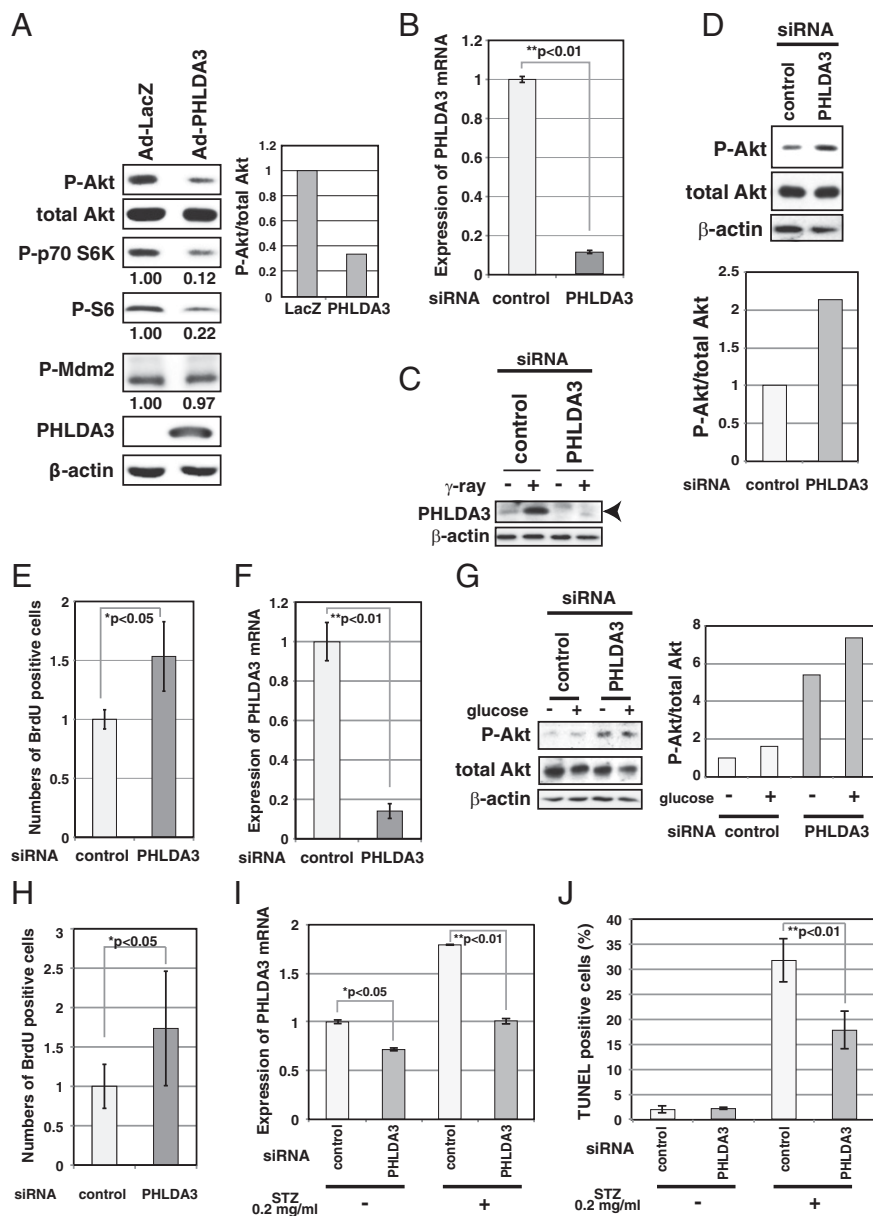 A
Ad-LacZ
Ad-PHLDA3
P-Akt
total Akt
P-p70 S6K
1.00 0.12
P-S6
1.00 0.22
P-Mdm2
1.00 0.97
PHLDA3
β-actin
P-Akt/total Akt
1.2
1
0.8
0.6
0.4
0.2
0
LacZ PHLDA3
B
Expression of PHLDA3 mRNA
1.2
1
0.8
0.6
0.4
0.2
0
**p<0.01
siRNA control PHLDA3
C
siRNA
control
PHLDA3
γ-ray - + - +
PHLDA3
β-actin
D
siRNA
control
PHLDA3
P-Akt
total Akt
β-actin
P-Akt/total Akt
2.5
2
1.5
1
0.5
0
siRNA control PHLDA3
E
Numbers of BrdU positive cells
2
1.5
1
0.5
0
*p<0.05
siRNA control PHLDA3
F
Expression of PHLDA3 mRNA
1.2
1
0.8
0.6
0.4
0.2
0
**p<0.01
siRNA control PHLDA3
G
siRNA
control
PHLDA3
glucose - + - +
P-Akt
total Akt
β-actin
P-Akt/total Akt
8
6
4
2
0
glucose - + - +
siRNA control PHLDA3
H
Numbers of BrdU positive cells
3
2.5
2
1.5
1
0.5
0
*p<0.05
siRNA control PHLDA3
I
Expression of PHLDA3 mRNA
2
1.5
1
0.5
0
*p<0.05
**p<0.01
siRNA control PHLDA3 control PHLDA3
STZ
0.2 mg/ml - +
J
TUNEL positive cells (%)
40
35
30
25
20
15
10
5
0
**p<0.01
siRNA control PHLDA3 control PHLDA3
STZ
0.2 mg/ml - +